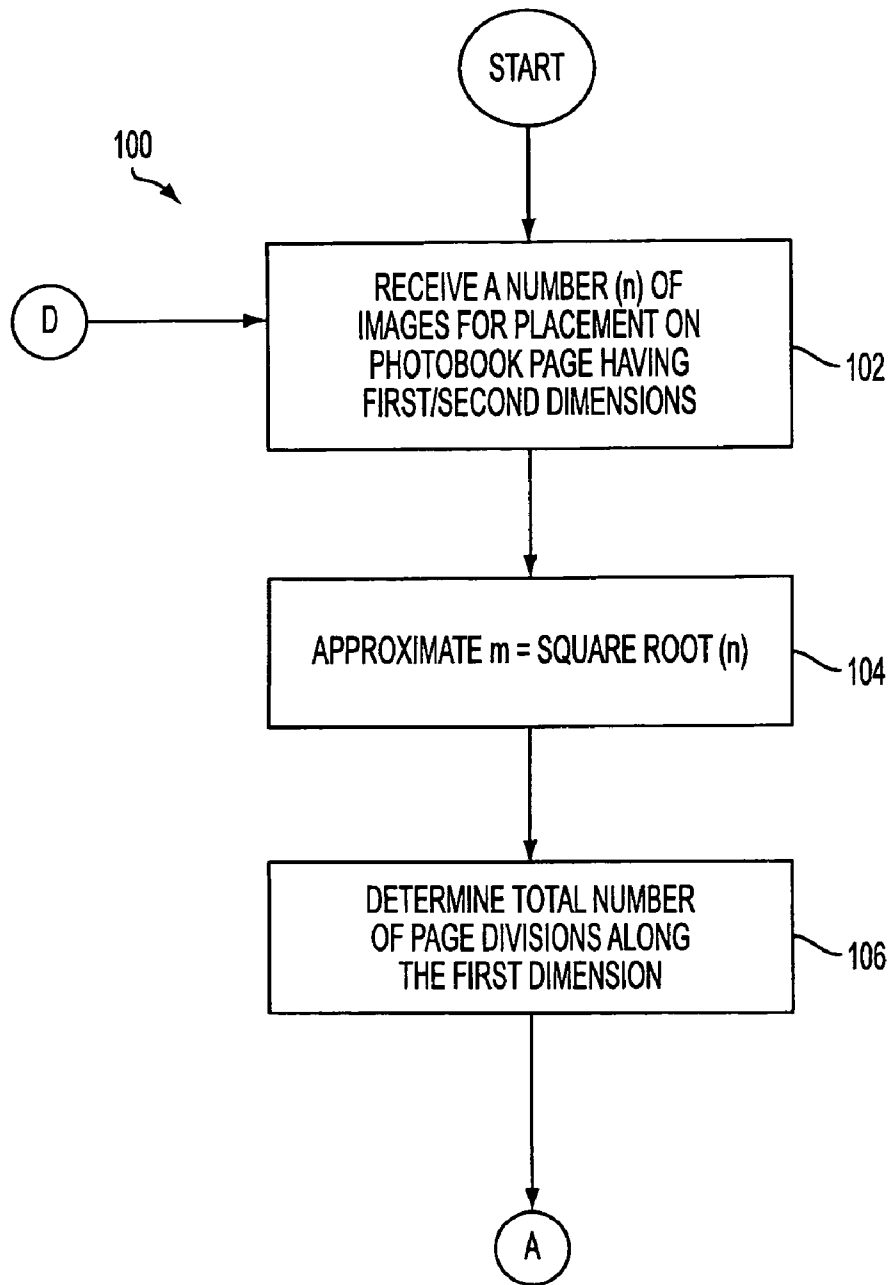 START
100
RECEIVE A NUMBER (n) OF
IMAGES FOR PLACEMENT ON
PHOTOBOOK PAGE HAVING
FIRST/SECOND DIMENSIONS
D
102
APPROXIMATE m = SQUARE ROOT (n)
104
DETERMINE TOTAL NUMBER
OF PAGE DIVISIONS ALONG
THE FIRST DIMENSION
106
A